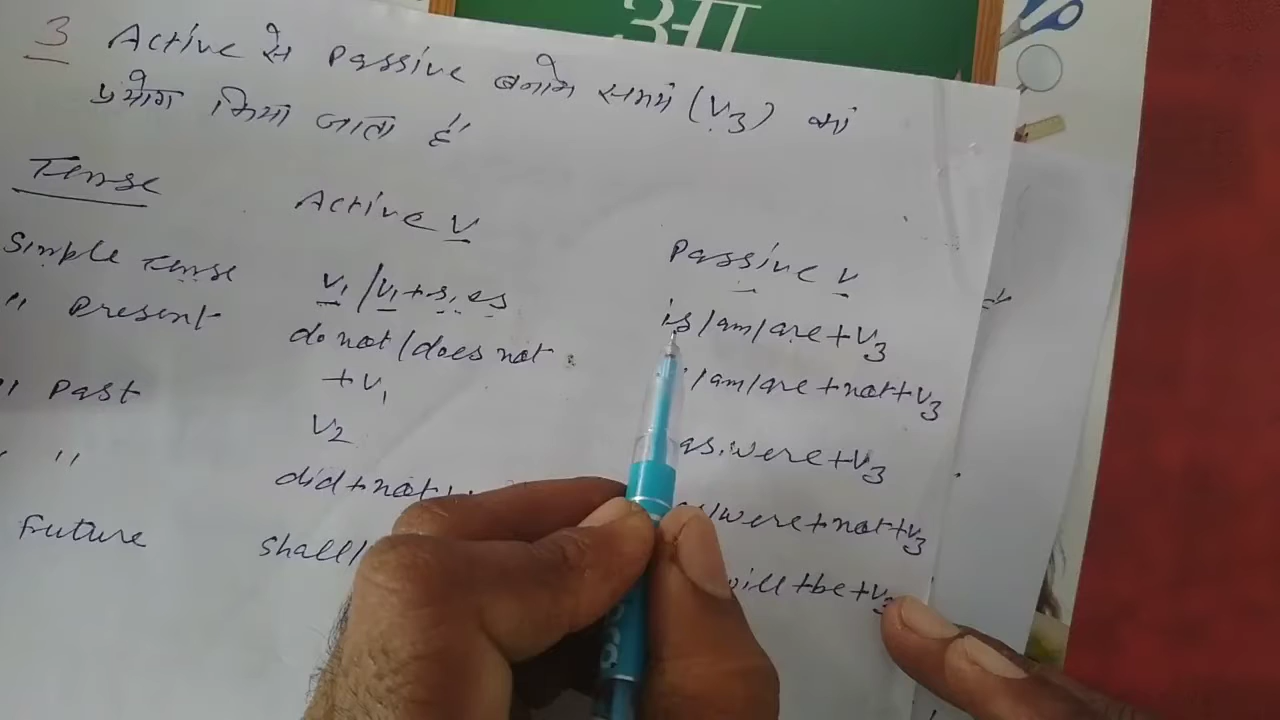 आ
3 Active से Passive बनाते समय (V3) का
प्रयोग किया जाता है"
Tense
Active V
Passive V
Simple Tense
V1/V1+s, es
is/am/are+V3
" Present
do not/does not
+V1
/am/are+not+V3
" Past
V2
as, were+V3
" "
did+not+
/were+not+V3
Future
shall/
will+be+V3